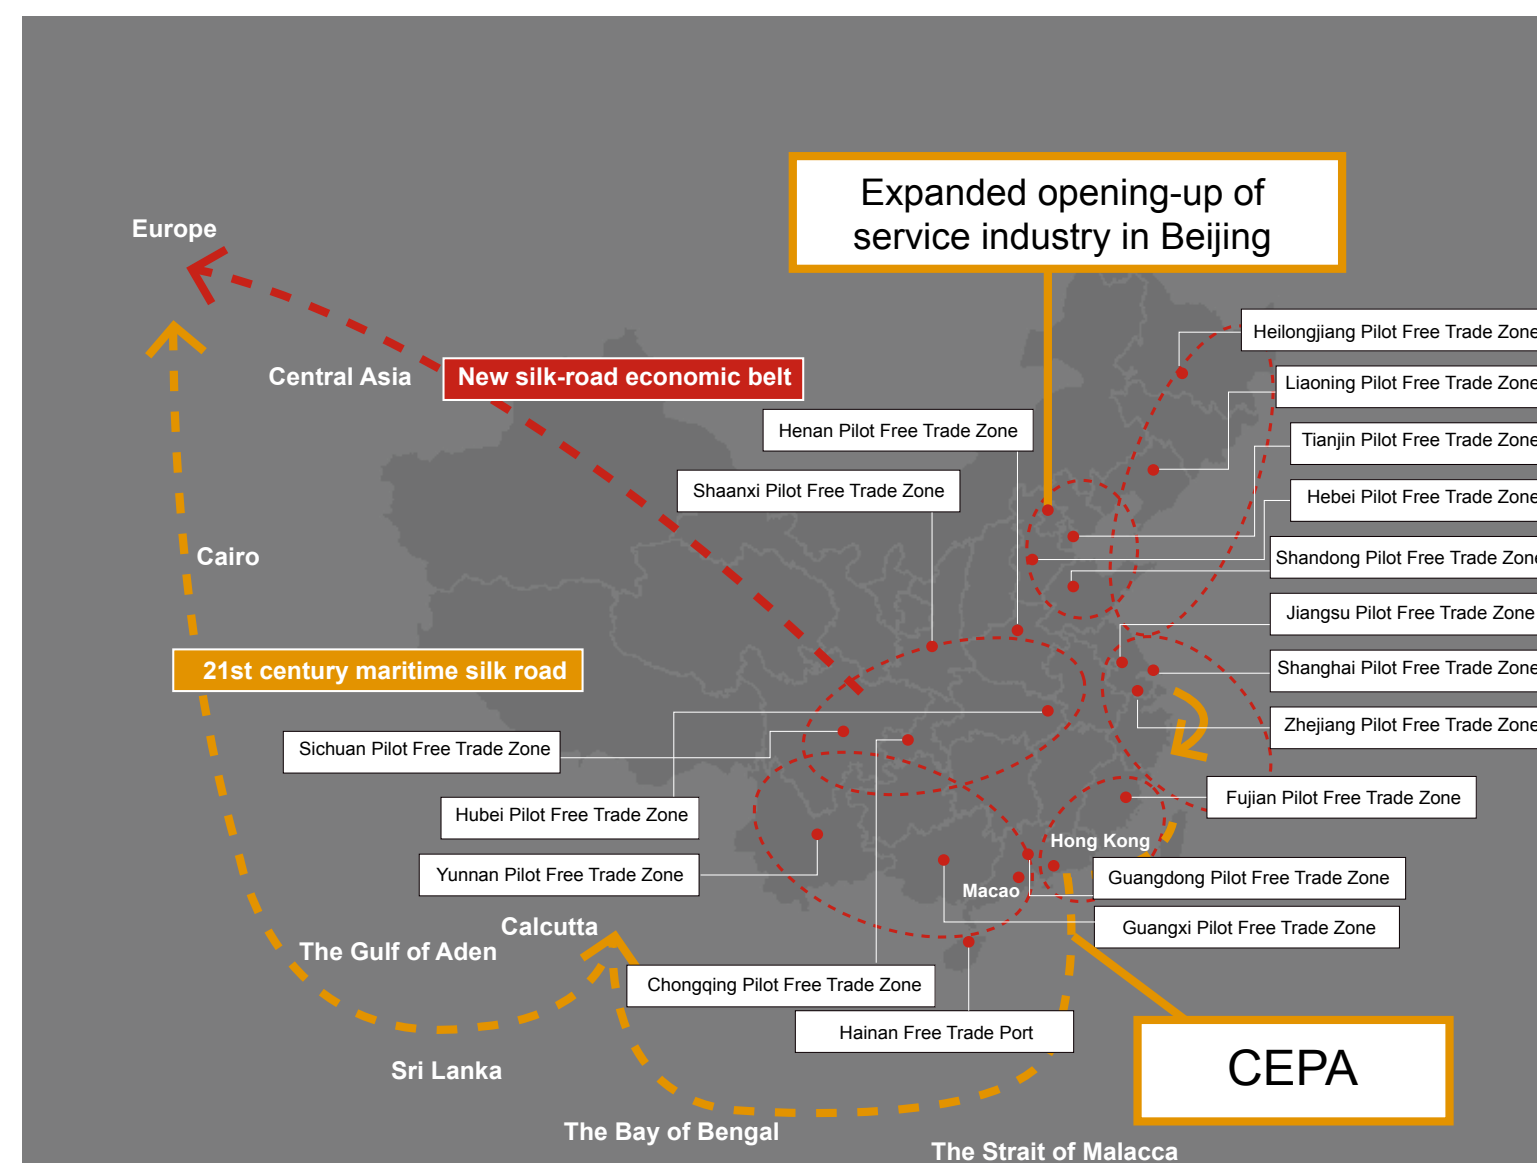 Expanded opening-up of
service industry in Beijing
Europe
Heilongjiang Pilot Free Trade Zone
Central Asia
New silk-road economic belt
Liaoning Pilot Free Trade Zone
Henan Pilot Free Trade Zone
Tianjin Pilot Free Trade Zone
Shaanxi Pilot Free Trade Zone
Hebei Pilot Free Trade Zone
Cairo
Shandong Pilot Free Trade Zone
Jiangsu Pilot Free Trade Zone
21st century maritime silk road
Shanghai Pilot Free Trade Zone
Zhejiang Pilot Free Trade Zone
Sichuan Pilot Free Trade Zone
Fujian Pilot Free Trade Zone
Hubei Pilot Free Trade Zone
Hong Kong
Yunnan Pilot Free Trade Zone
Guangdong Pilot Free Trade Zone
Macao
Calcutta
Guangxi Pilot Free Trade Zone
The Gulf of Aden
Chongqing Pilot Free Trade Zone
Hainan Free Trade Port
Sri Lanka
CEPA
The Bay of Bengal
The Strait of Malacca